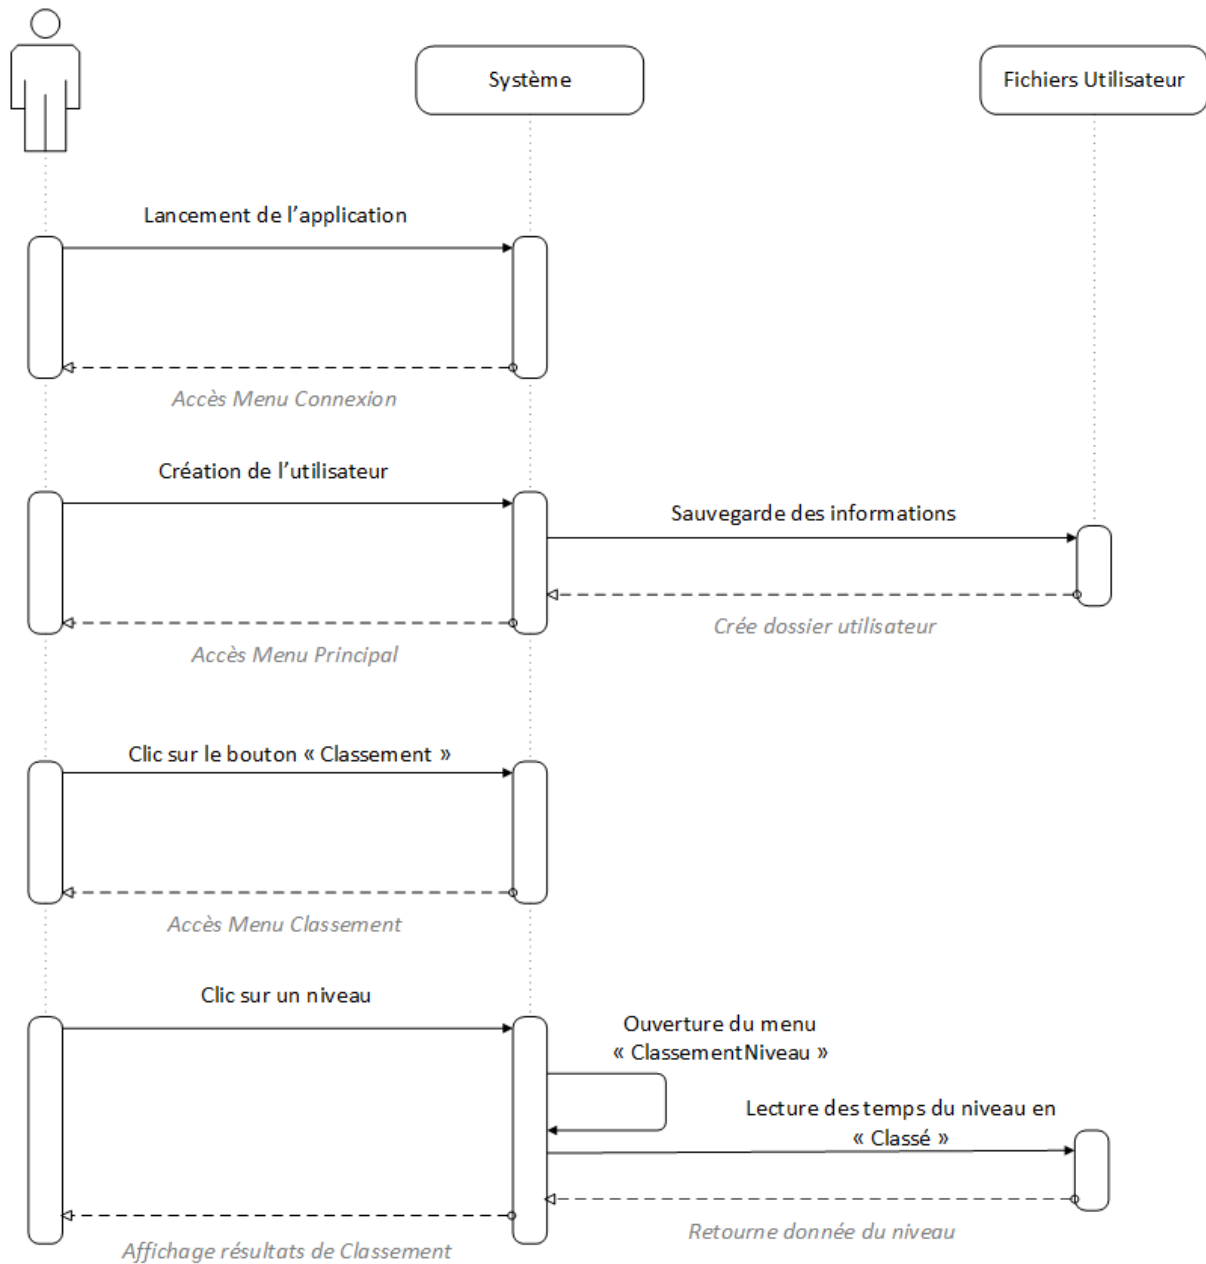 Système
Fichiers Utilisateur
Lancement de l’application
Accès Menu Connexion
Création de l’utilisateur
Sauvegarde des informations
Crée dossier utilisateur
Accès Menu Principal
Clic sur le bouton « Classement »
Accès Menu Classement
Clic sur un niveau
Ouverture du menu
« ClassementNiveau »
Lecture des temps du niveau en
« Classé »
Retourne donnée du niveau
Affichage résultats de Classement